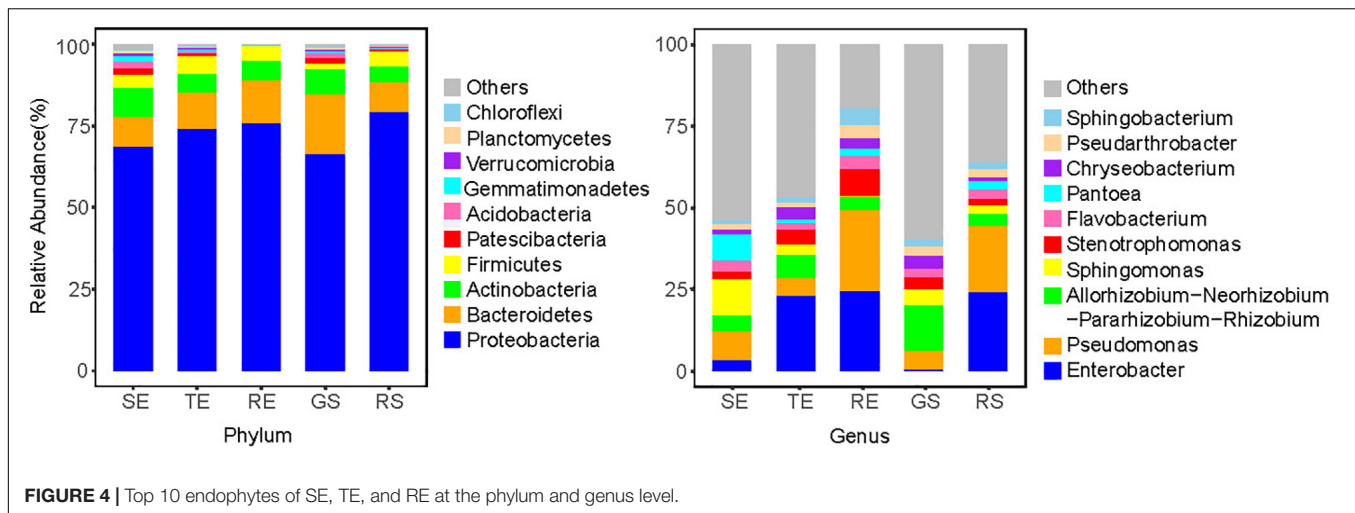 100
75
50
25
0
Relative Abundance(%)
SE TE RE GS RS
Phylum
Others
Chloroflexi
Planctomycetes
Verrucomicrobia
Gemmatimonadetes
Acidobacteria
Patescibacteria
Firmicutes
Actinobacteria
Bacteroidetes
Proteobacteria
100
75
50
25
0
SE TE RE GS RS
Genus
Others
Sphingobacterium
Pseudarthrobacter
Chryseobacterium
Pantoea
Flavobacterium
Stenotrophomonas
Sphingomonas
Allorhizobium−Neorhizobium
−Pararhizobium−Rhizobium
Pseudomonas
Enterobacter
FIGURE 4 | Top 10 endophytes of SE, TE, and RE at the phylum and genus level.